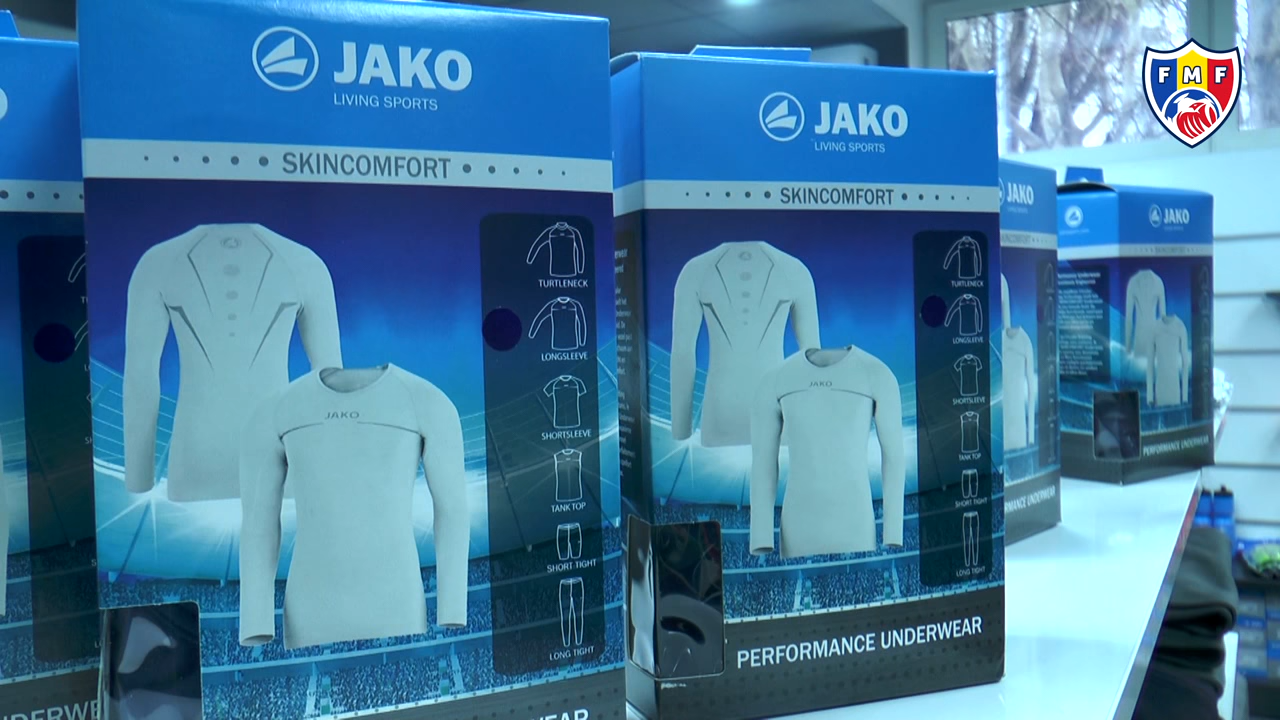 JAKO
LIVING SPORTS
SKINCOMFORT
TURTLENECK
LONGSLEEVE
SHORTSLEEVE
TANK TOP
SHORT TIGHT
LONG TIGHT
JAKO
JAKO
LIVING SPORTS
SKINCOMFORT
TURTLENECK
LONGSLEEVE
SHORTSLEEVE
TANK TOP
SHORT TIGHT
LONG TIGHT
JAKO
PERFORMANCE UNDERWEAR
JAKO
JAKO
SKINCOMFORT
PERFORMANCE UNDERWEAR
FMF